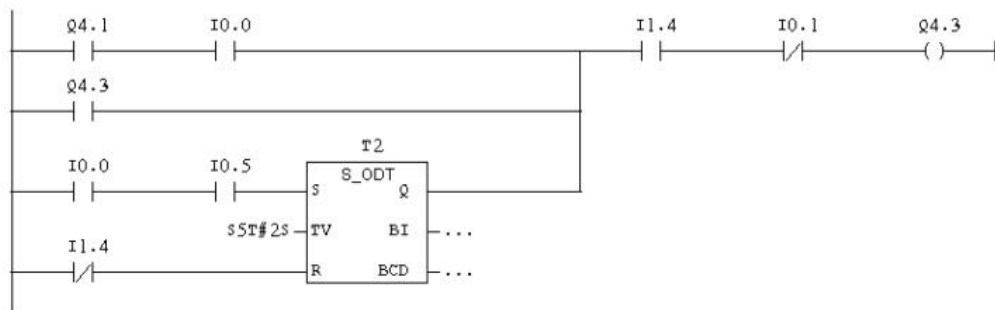 Q4.1 I0.0 I1.4 I0.1 Q4.3
Q4.3
T2
I0.0 I0.5 S_ODT
S Q
S5T#2S TV BI ...
I1.4
R BCD ...